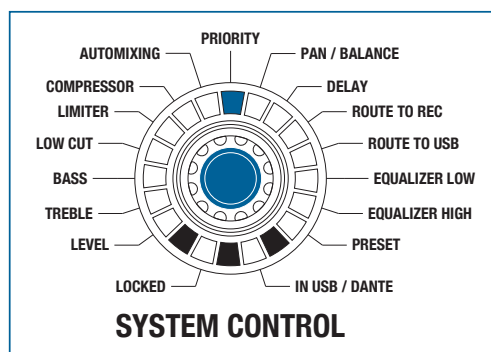 PRIORITY
AUTOMIXING
PAN / BALANCE
COMPRESSOR
DELAY
LIMITER
ROUTE TO REC
LOW CUT
ROUTE TO USB
BASS
EQUALIZER LOW
TREBLE
EQUALIZER HIGH
LEVEL
PRESET
LOCKED
IN USB / DANTE
SYSTEM CONTROL